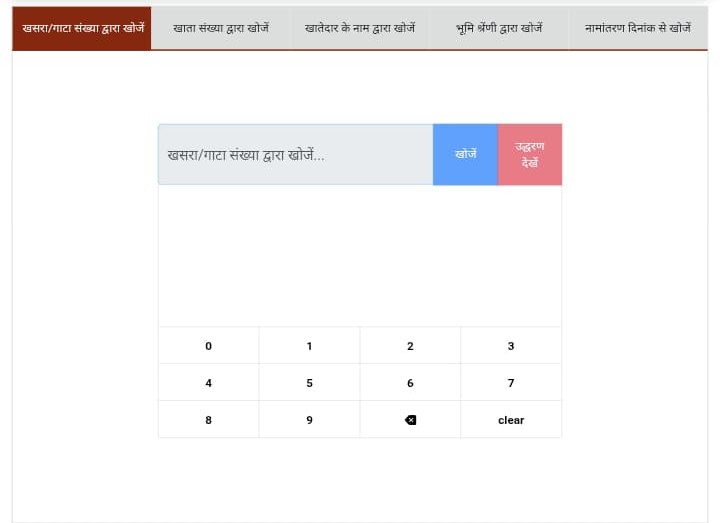 खसरा/गाटा संख्या द्वारा खोजें खाता संख्या द्वारा खोजें खातेदार के नाम द्वारा खोजें भूमि श्रेंणी द्वारा खोजें नामांतरण दिनांक से खोजें
खसरा/गाटा संख्या द्वारा खोजें... खोजें उद्धरण
देखें
0 1 2 3
4 5 6 7
8 9 clear